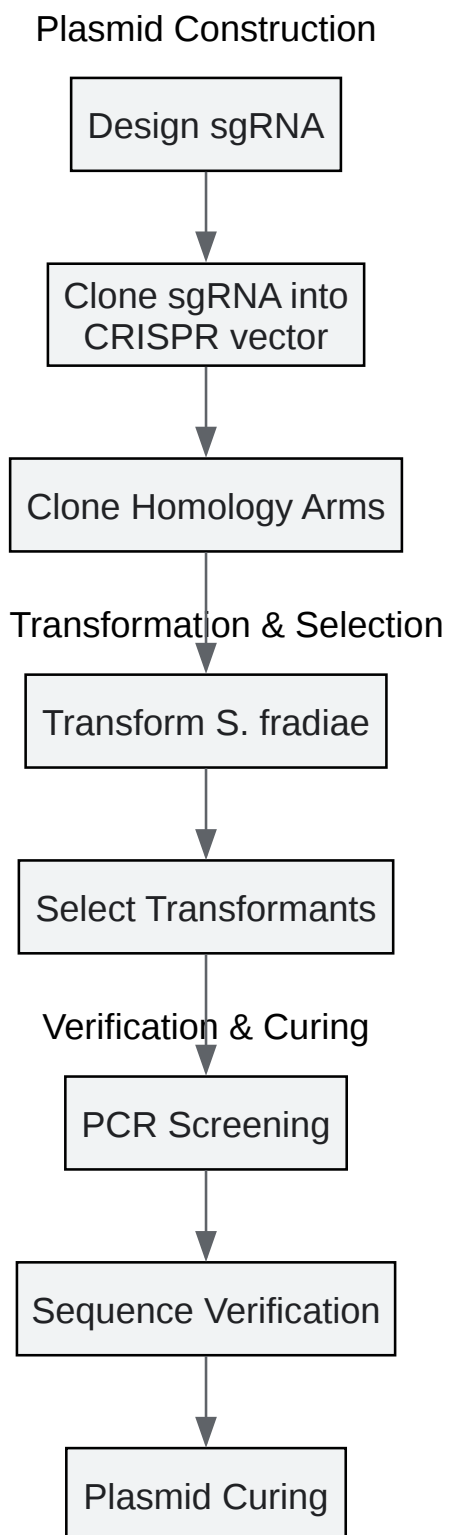 Plasmid Construction
Design sgRNA
Clone sgRNA into
CRISPR vector
Clone Homology Arms
Transformation & Selection
Transform S. fradiae
Select Transformants
Verification & Curing
PCR Screening
Sequence Verification
Plasmid Curing